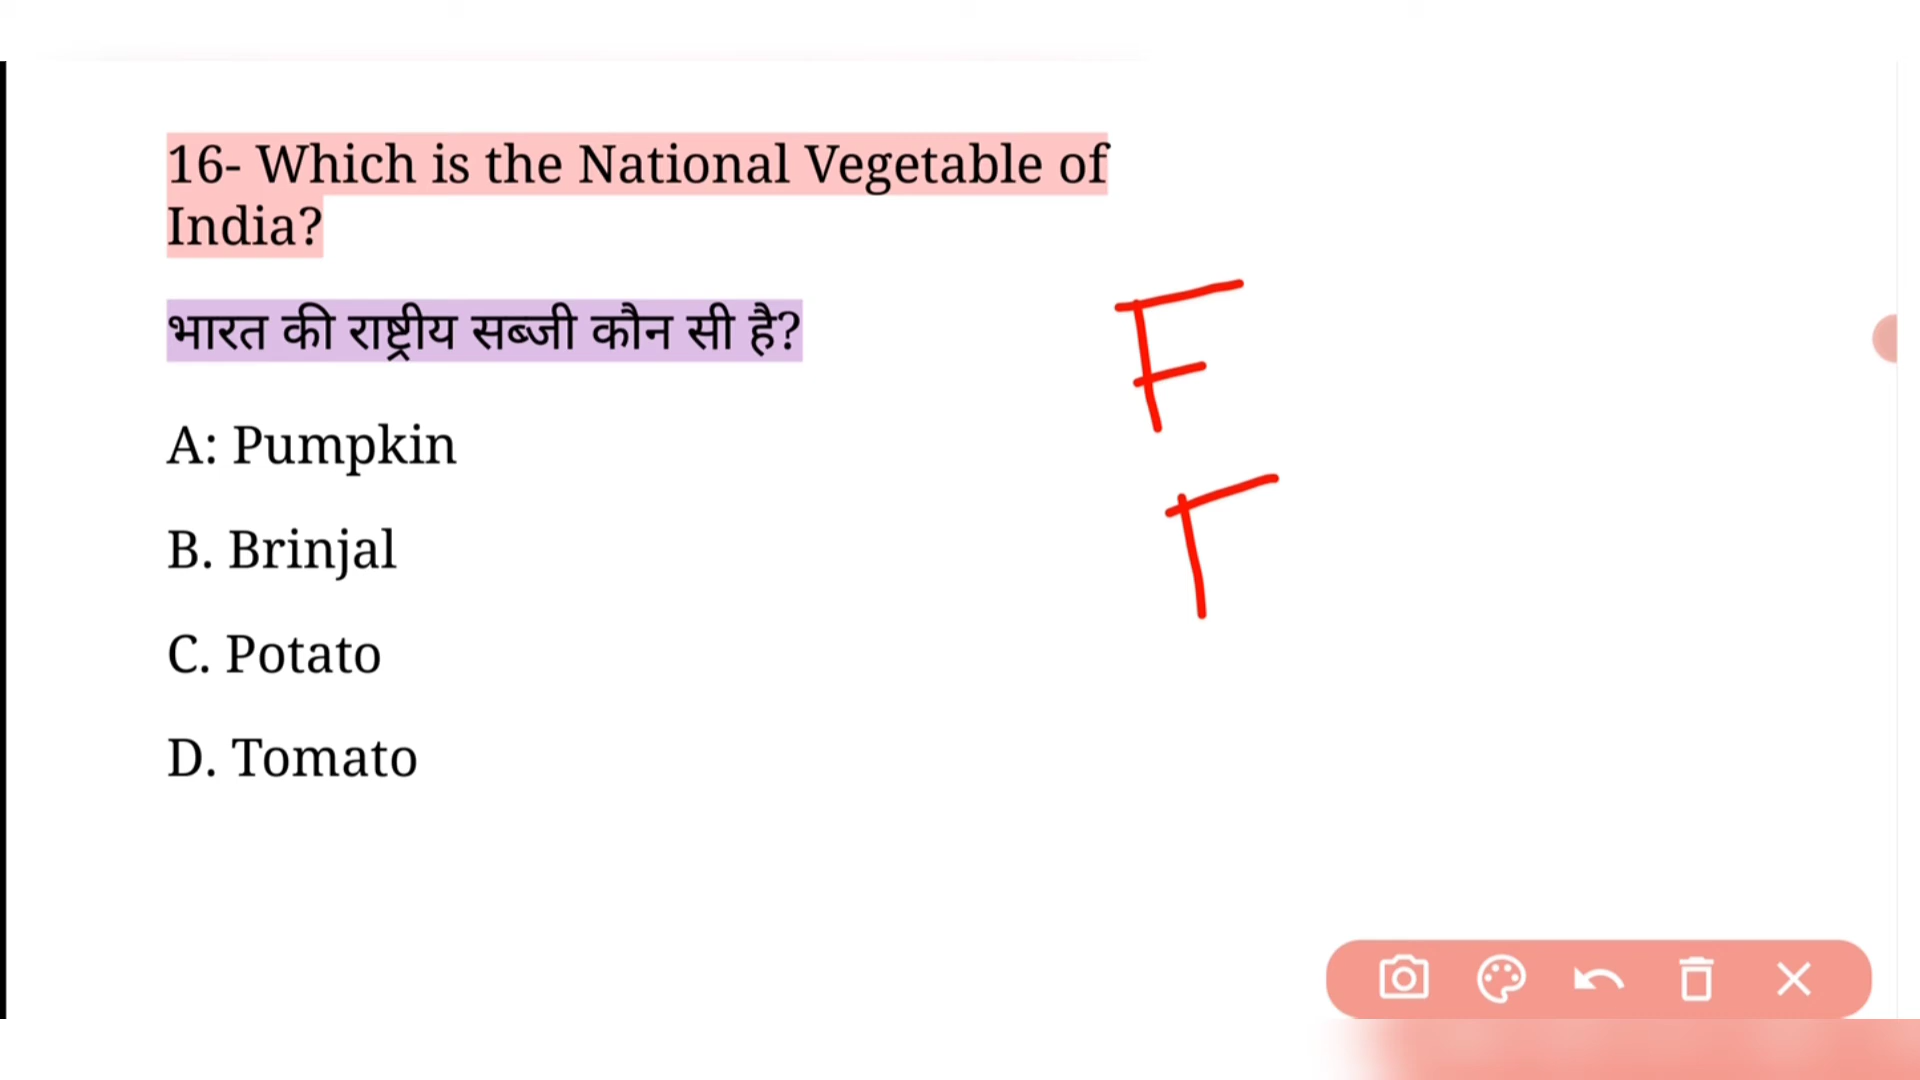 16- Which is the National Vegetable of
India?
भारत की राष्ट्रीय सब्जी कौन सी है?
F
A: Pumpkin
T
B. Brinjal
C. Potato
D. Tomato